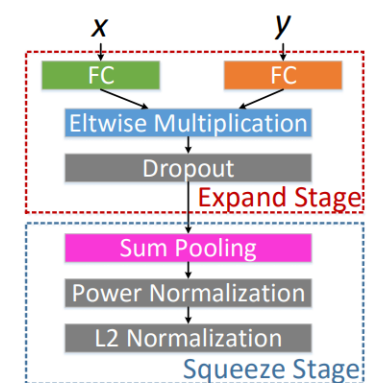 x y
FC FC
Eltwise Multiplication
Dropout
Expand Stage
Sum Pooling
Power Normalization
L2 Normalization
Squeeze Stage